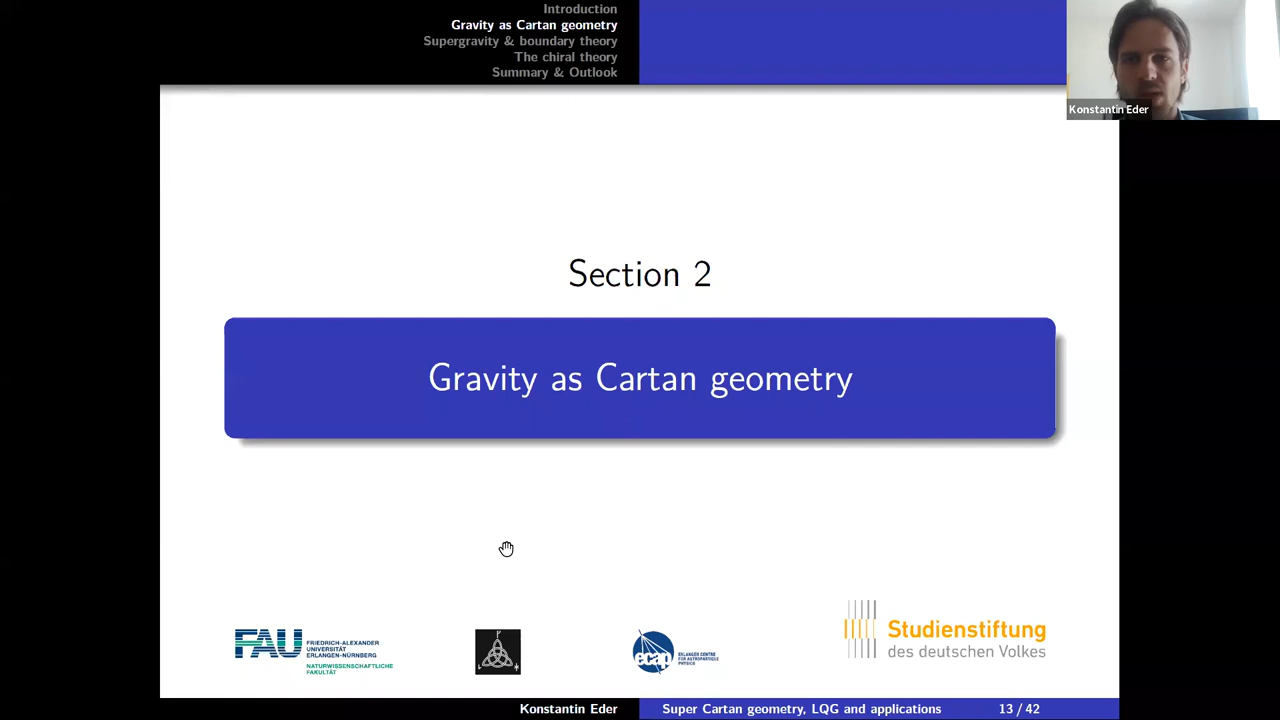 Introduction
Gravity as Cartan geometry
Supergravity & boundary theory
The chiral theory
Summary & Outlook
Konstantin Eder
Section 2
Gravity as Cartan geometry
FAU
FRIEDRICH-ALEXANDER
UNIVERSITÄT
ERLANGEN-NÜRNBERG
NATURWISSENSCHAFTLICHE
FAKULTÄT
ecap
ERLANGEN CENTRE
FOR ASTROPARTICLE
PHYSICS
Studienstiftung
des deutschen Volkes
Konstantin Eder
Super Cartan geometry, LQG and applications
13 / 42